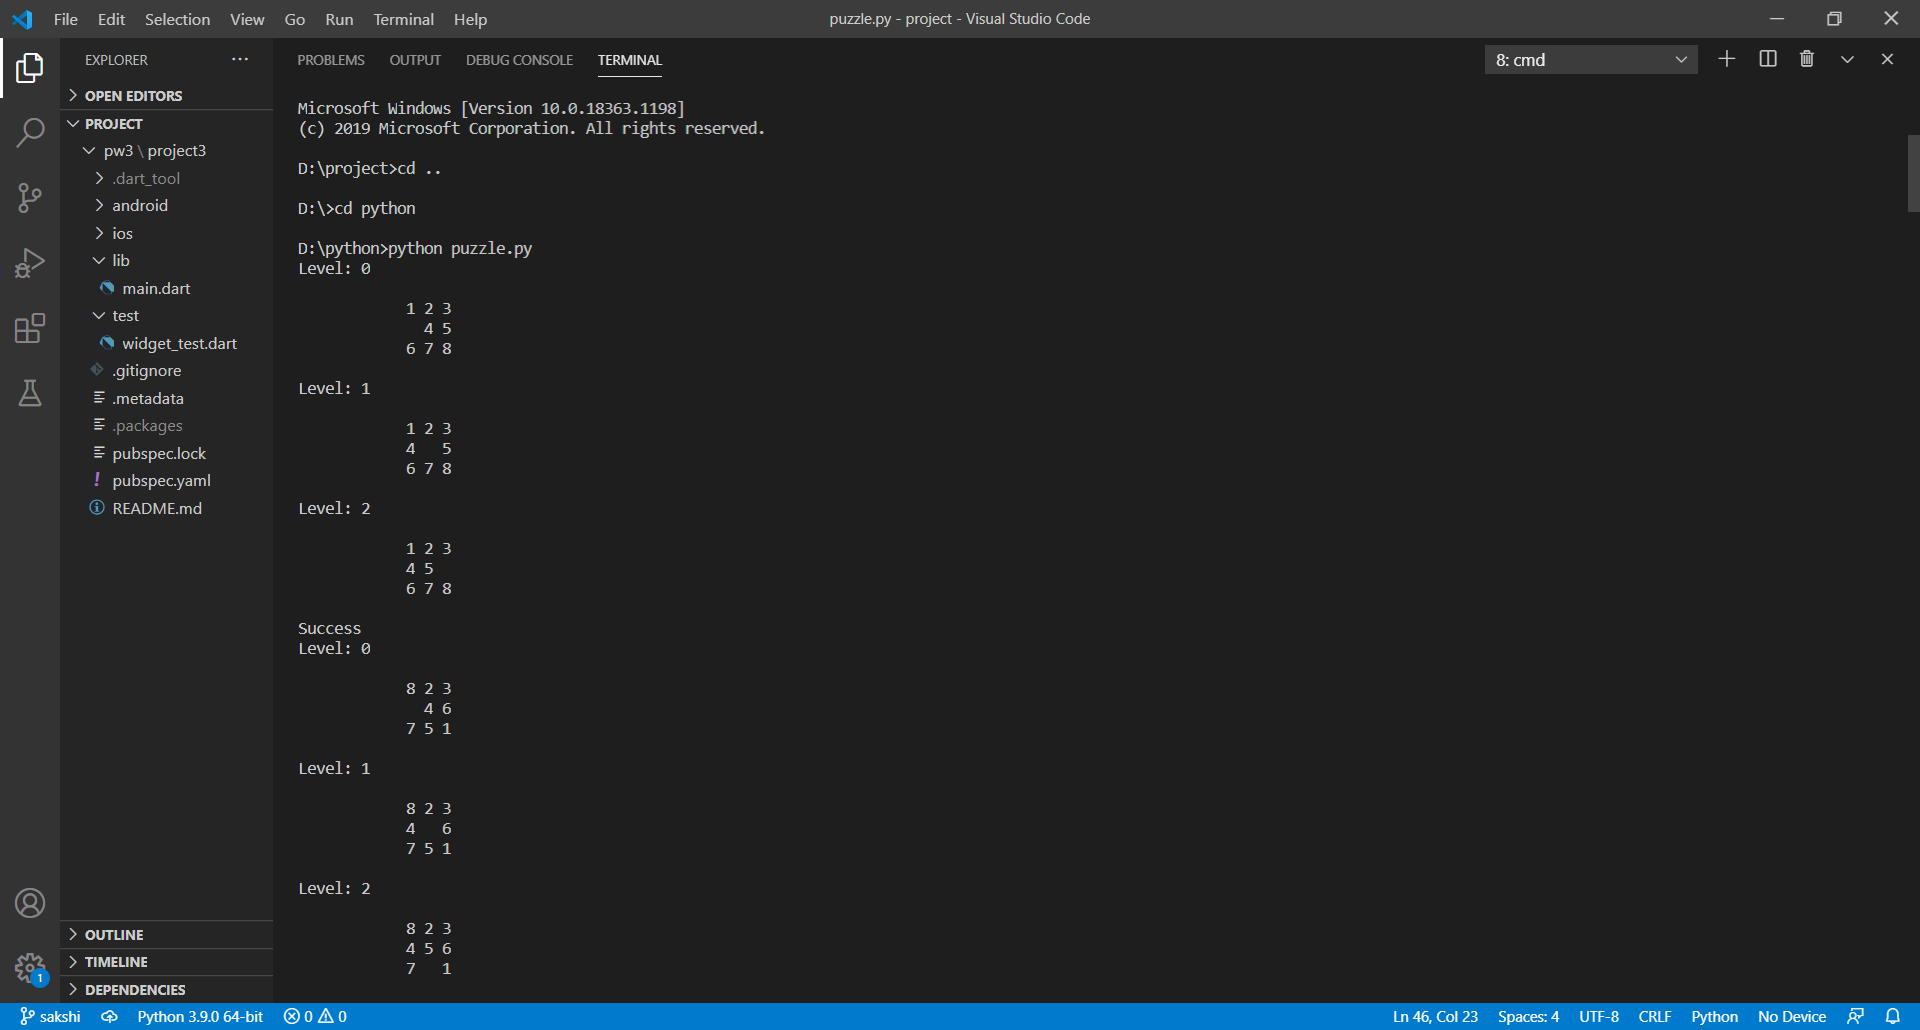 File Edit Selection View Go Run Terminal Help
puzzle.py - project - Visual Studio Code
EXPLORER
OPEN EDITORS
PROJECT
pw3 \ project3
.dart_tool
android
ios
lib
main.dart
test
widget_test.dart
.gitignore
.metadata
.packages
pubspec.lock
! pubspec.yaml
README.md
OUTLINE
TIMELINE
DEPENDENCIES
1
PROBLEMS OUTPUT DEBUG CONSOLE TERMINAL
8: cmd
Microsoft Windows [Version 10.0.18363.1198]
(c) 2019 Microsoft Corporation. All rights reserved.
D:\project>cd ..
D:\>cd python
D:\python>python puzzle.py
Level: 0
1 2 3
  4 5
6 7 8
Level: 1
1 2 3
4   5
6 7 8
Level: 2
1 2 3
4 5
6 7 8
Success
Level: 0
8 2 3
  4 6
7 5 1
Level: 1
8 2 3
4   6
7 5 1
Level: 2
8 2 3
4 5 6
7   1
sakshi Python 3.9.0 64-bit 0 0 Ln 46, Col 23 Spaces: 4 UTF-8 CRLF Python No Device